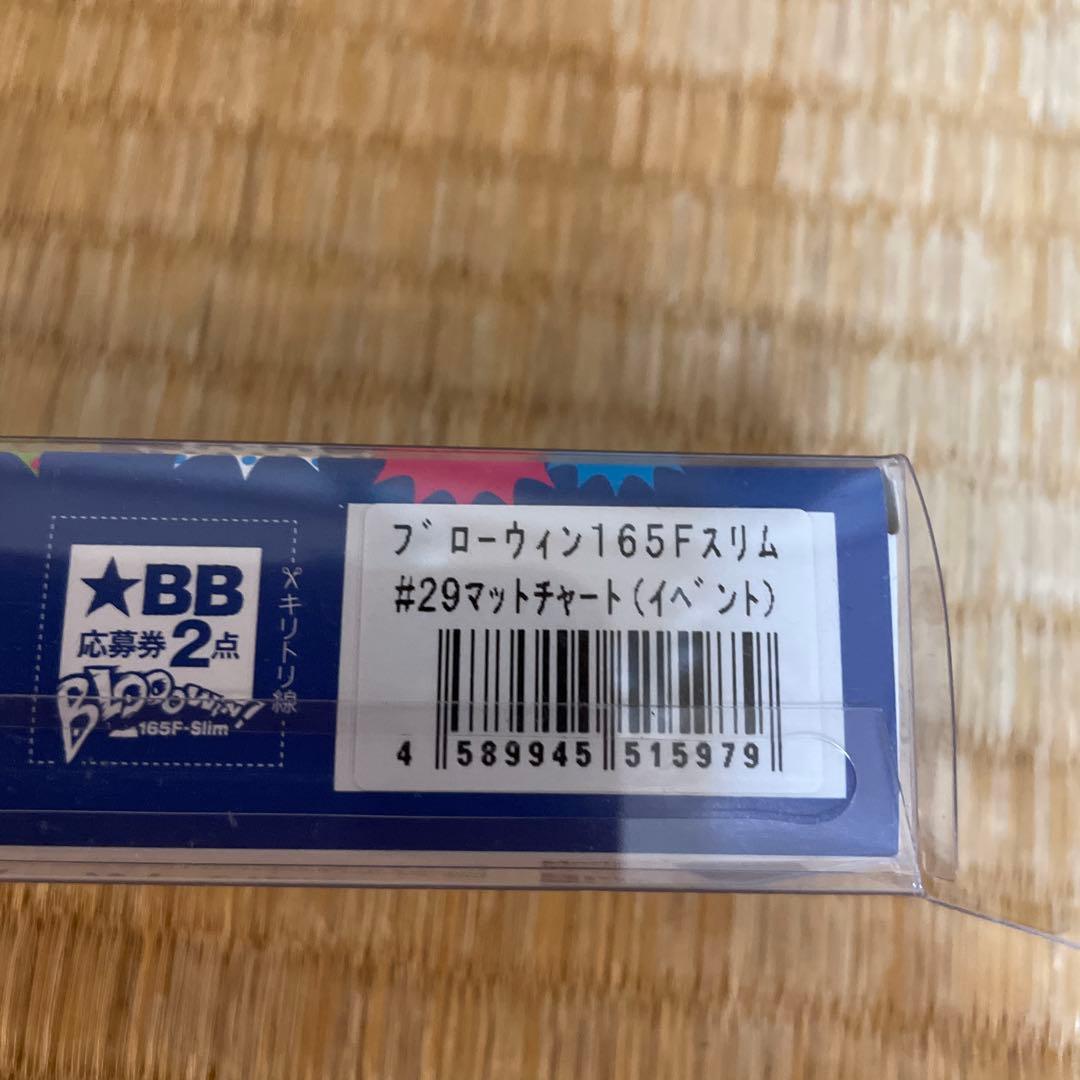 ★BB
応募券2点
BLOOOWIN!
165F-Slim
キリトリ線
ブローウィン165Fスリム
#29マットチャート(イベント)
4 589945 515979